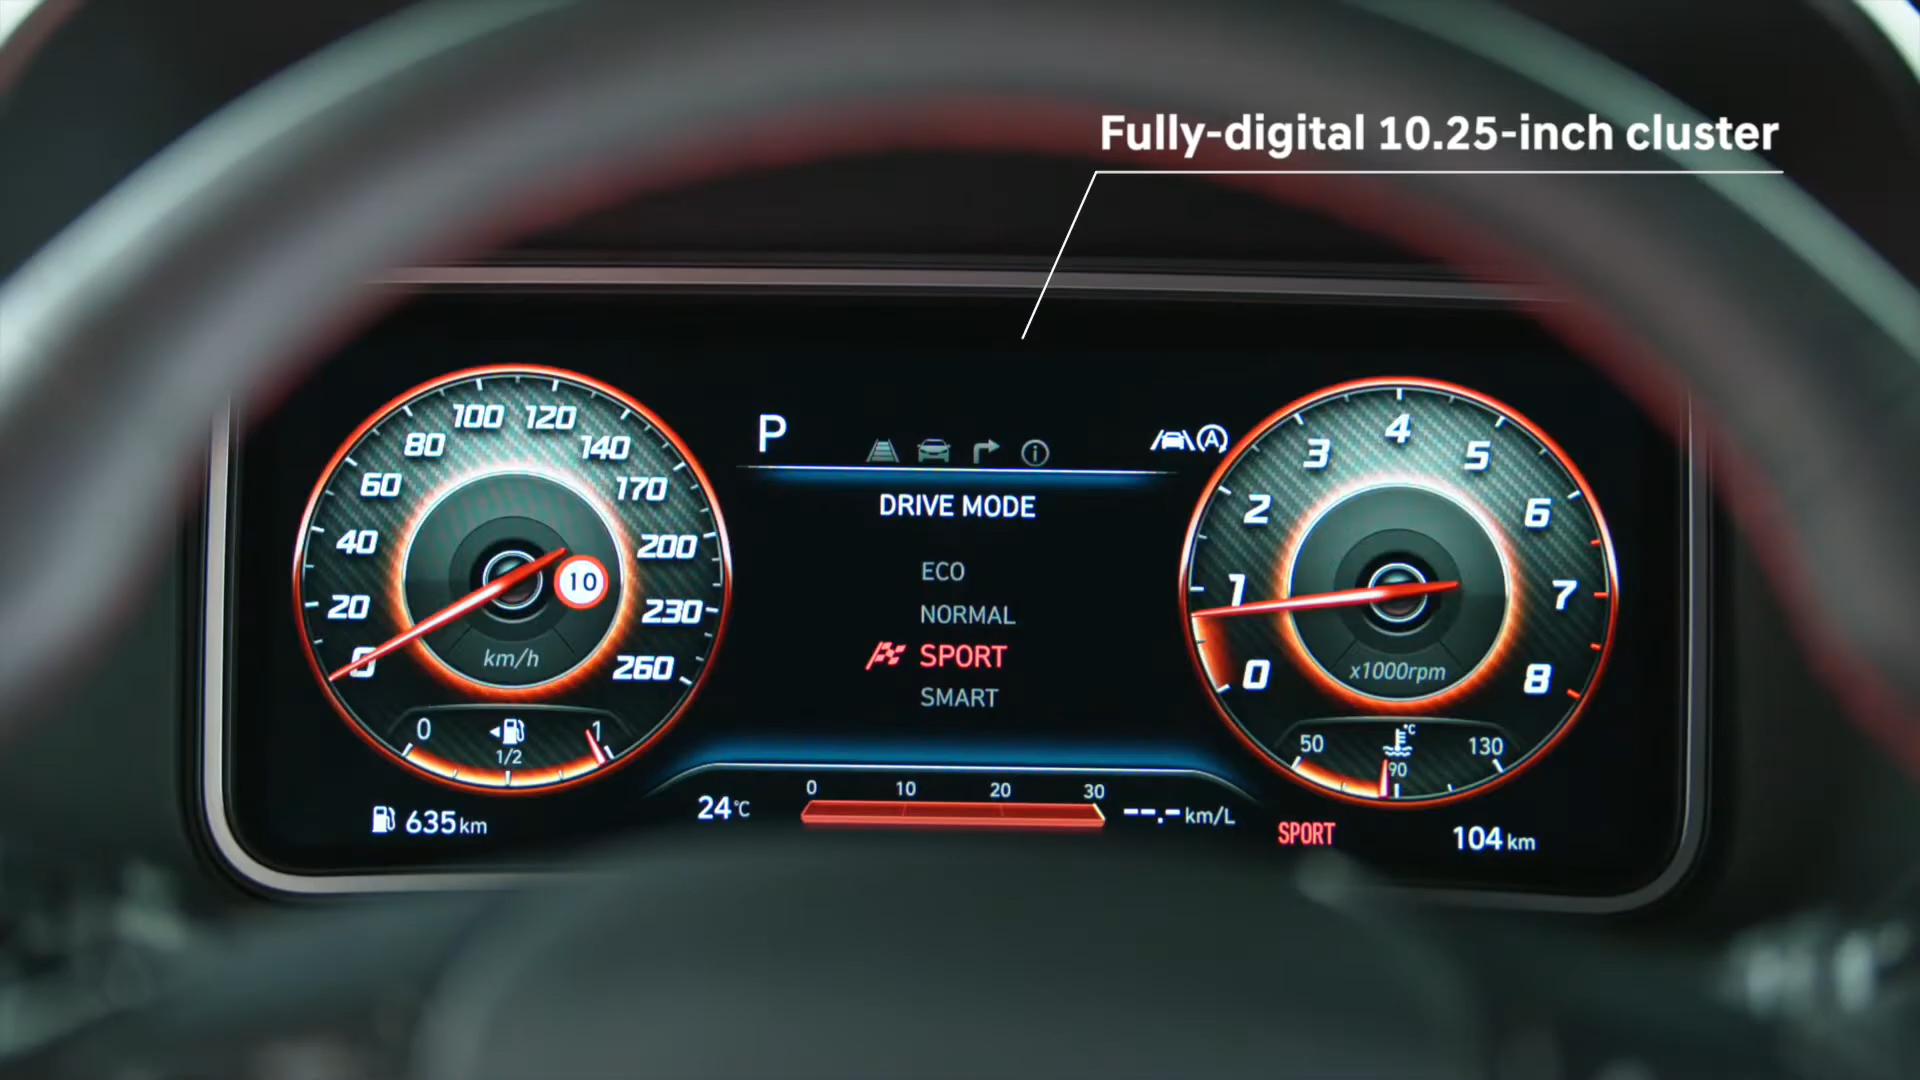 Fully-digital 10.25-inch cluster
P
A
DRIVE MODE
ECO
NORMAL
SPORT
SMART
0
20
40
60
80
100
120
140
170
200
230
260
10
km/h
0
1/2
1
635 km
24°C
0 10 20 30
--.- km/L
0
1
2
3
4
5
6
7
8
x1000rpm
50
°C
90
130
SPORT
104 km